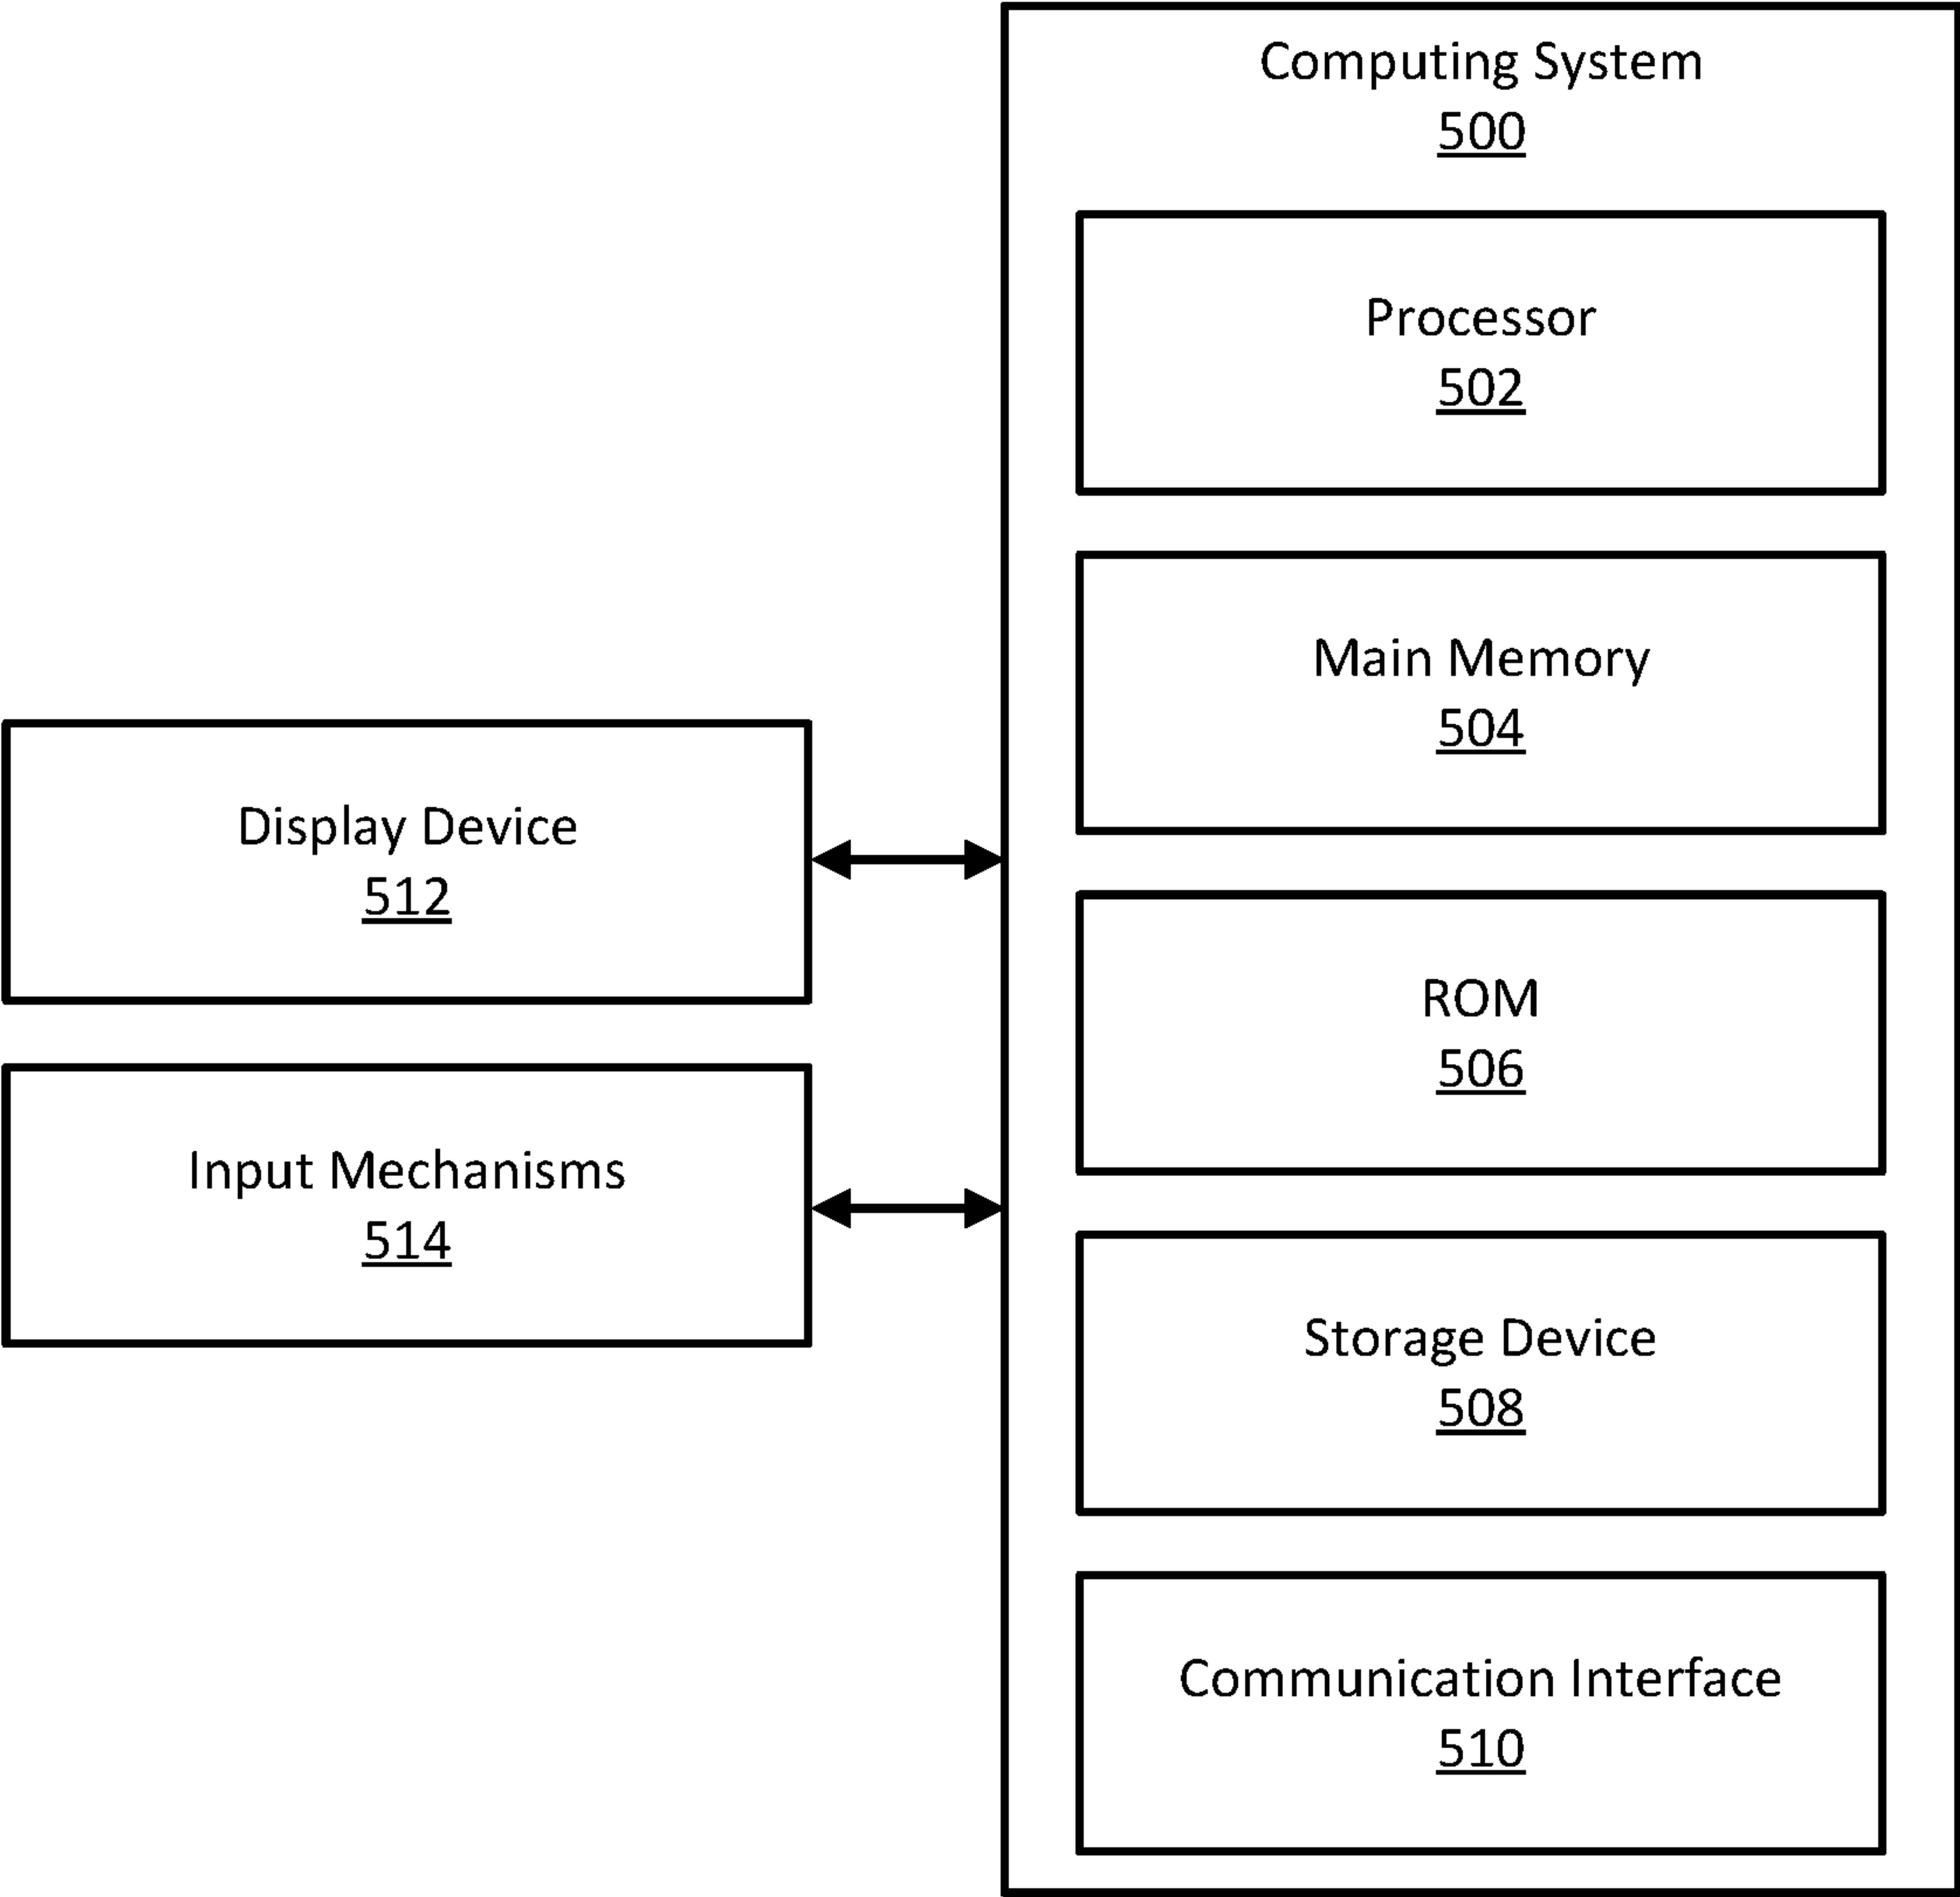 Computing System
500
Processor
502
Main Memory
504
Display Device
512
ROM
506
Input Mechanisms
514
Storage Device
508
Communication Interface
510